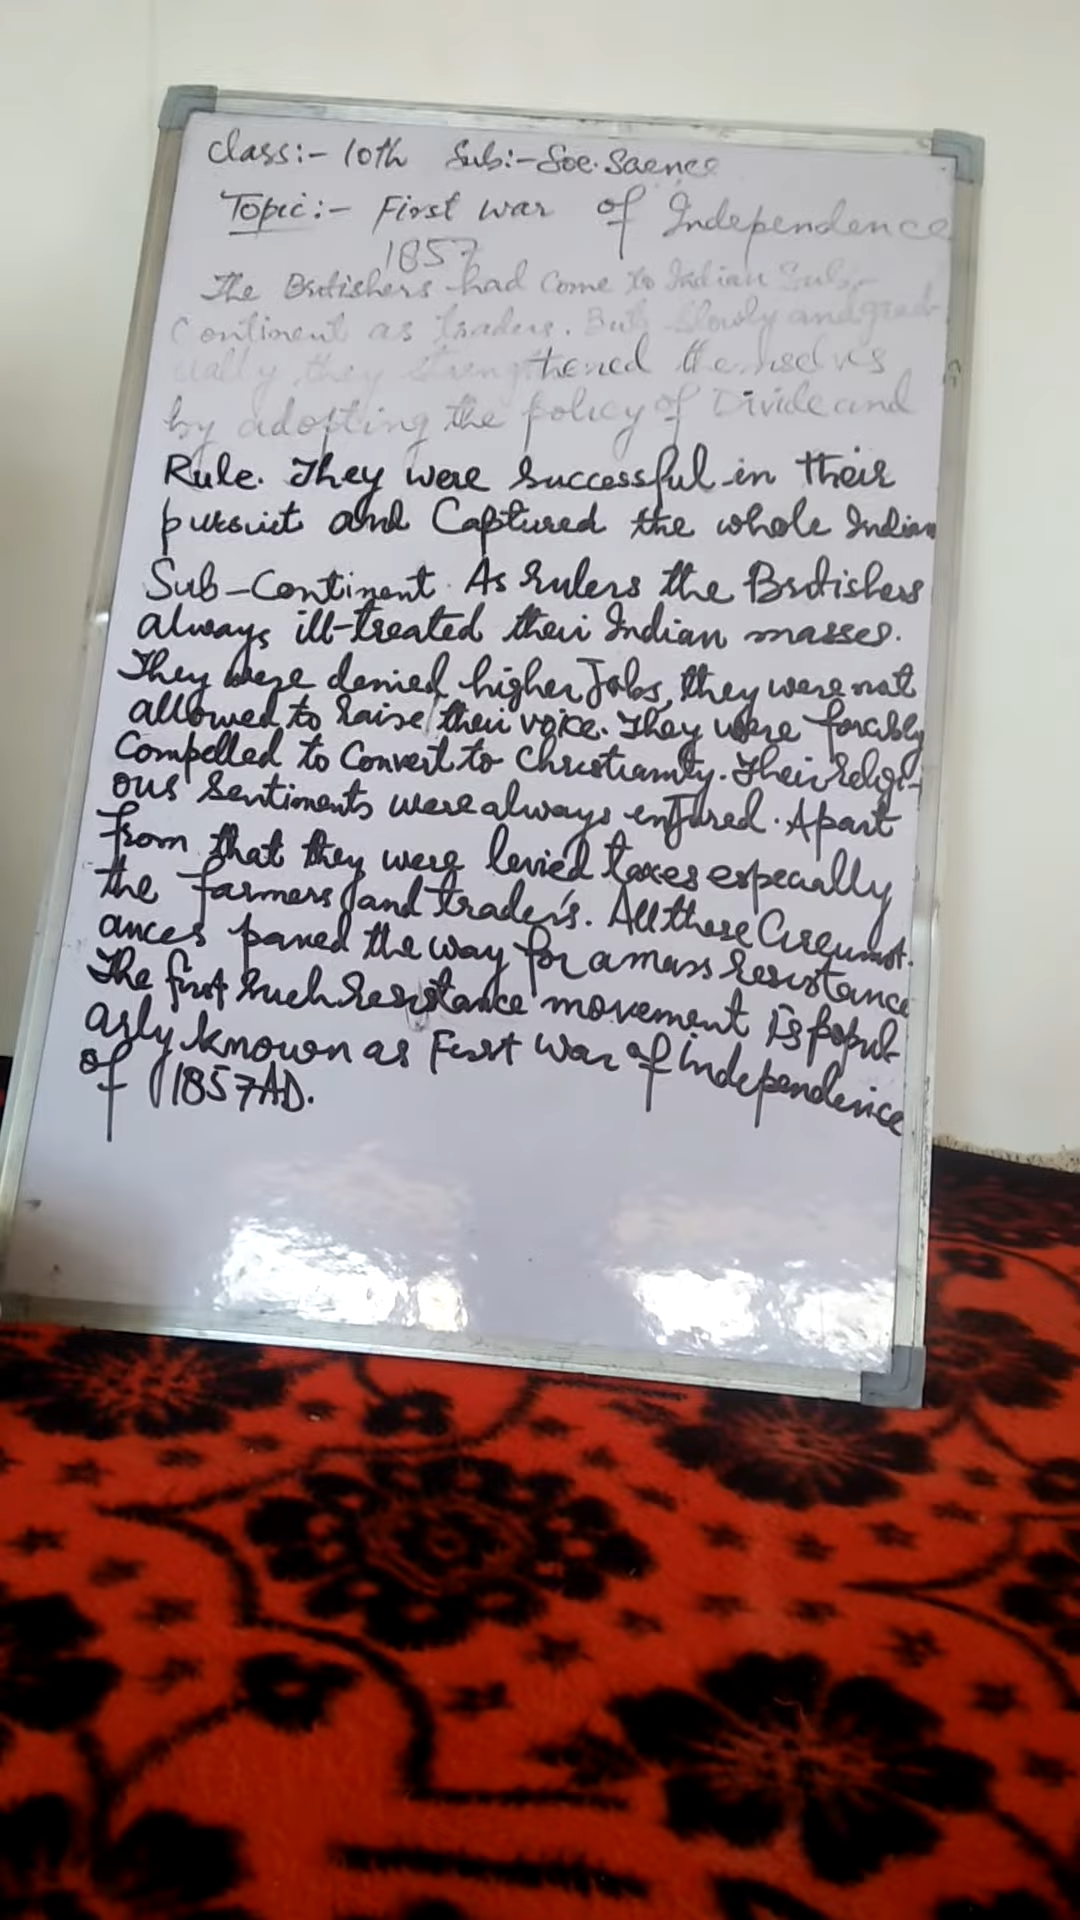 Class:- 10th Sub:- Soc. Science
Topic:- First war of Independence
1857
The Britishers had come to Indian Sub-
Continent as traders. But slowly and grad-
ually they strengthened themselves
by adopting the policy of Divide and
Rule. They were successful in their
pursuit and Captured the whole Indian
Sub-Continent. As rulers the Britishers
always ill-treated their Indian masses.
They were denied higher Jobs, they were not
allowed to raise their voice. They were forcibly
Compelled to Convert to Christianity. Their religi-
ous Sentiments were always enjured. Apart
from that they were levied taxes especially
the farmers and trader's. All these Circumst-
ances paved the way for a mass resistance
The first such resistance movement is popul-
arly known as First War of independence
of 1857 AD.